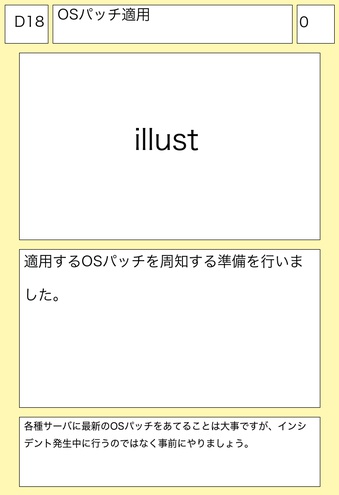 D18
OSパッチ適用
0
illust
適用するOSパッチを周知する準備を行いま
した。
各種サーバに最新のOSパッチをあてることは大事ですが、インシ
デント発生中に行うのではなく事前にやりましょう。